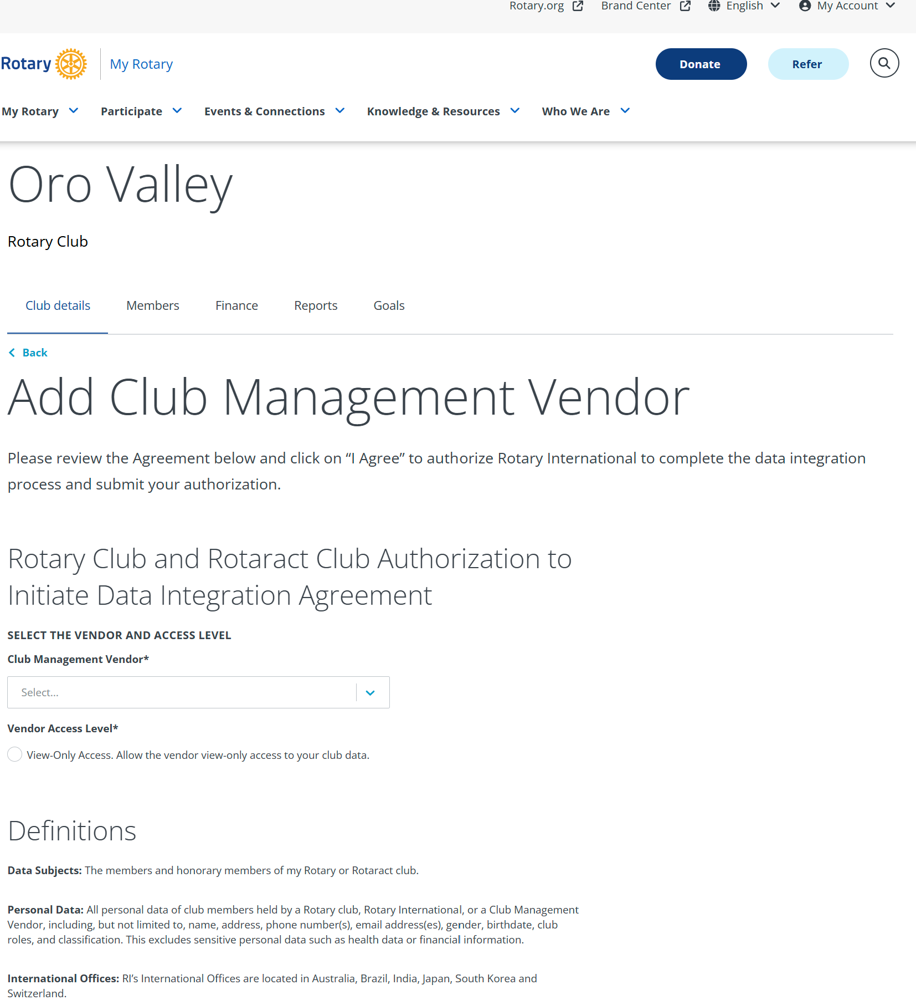 Rotary.org Brand Center English My Account
Rotary My Rotary Donate Refer
My Rotary Participate Events & Connections Knowledge & Resources Who We Are
Oro Valley
Rotary Club
Club details Members Finance Reports Goals
Back
Add Club Management Vendor
Please review the Agreement below and click on “I Agree” to authorize Rotary International to complete the data integration
process and submit your authorization.
Rotary Club and Rotaract Club Authorization to
Initiate Data Integration Agreement
SELECT THE VENDOR AND ACCESS LEVEL
Club Management Vendor*
Select...
Vendor Access Level*
View-Only Access. Allow the vendor view-only access to your club data.
Definitions
Data Subjects: The members and honorary members of my Rotary or Rotaract club.
Personal Data: All personal data of club members held by a Rotary club, Rotary International, or a Club Management
Vendor, including, but not limited to, name, address, phone number(s), email address(es), gender, birthdate, club
roles, and classification. This excludes sensitive personal data such as health data or financial information.
International Offices: RI’s International Offices are located in Australia, Brazil, India, Japan, South Korea and
Switzerland.